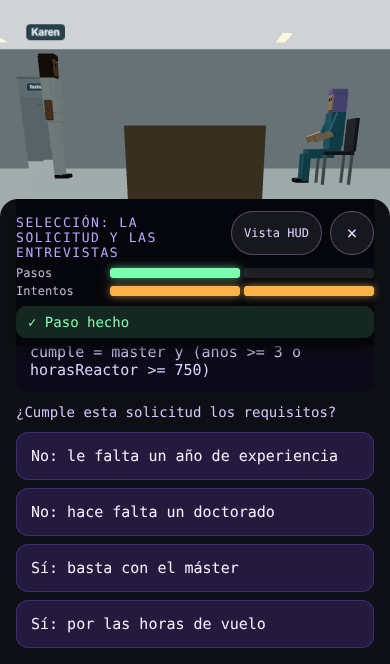 Karen
SELECCIÓN: LA
SOLICITUD Y LAS
ENTREVISTAS
Vista HUD
×
Pasos
Intentos
✓ Paso hecho
cumple = master y (anos >= 3 o
horasReactor >= 750)
¿Cumple esta solicitud los requisitos?
No: le falta un año de experiencia
No: hace falta un doctorado
Sí: basta con el máster
Sí: por las horas de vuelo